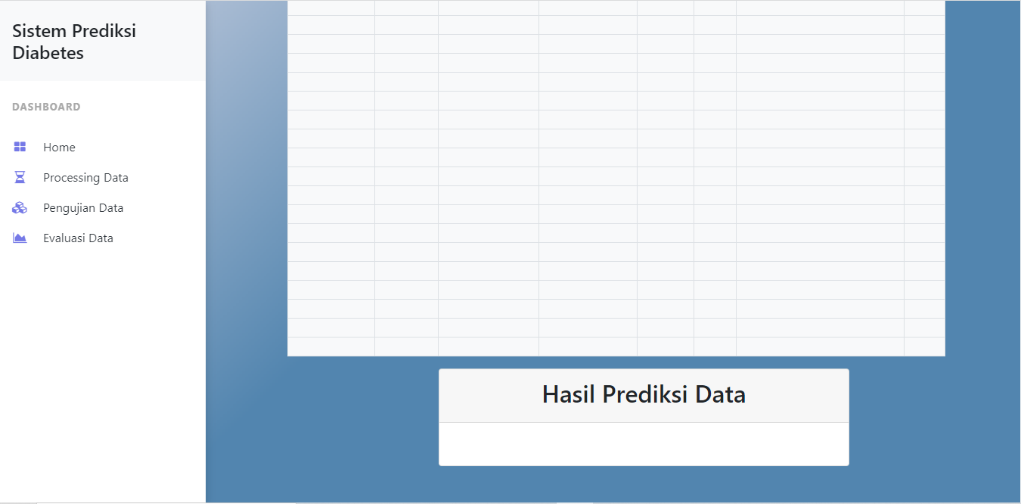 Sistem Prediksi
Diabetes
DASHBOARD
Home
Processing Data
Pengujian Data
Evaluasi Data
Hasil Prediksi Data